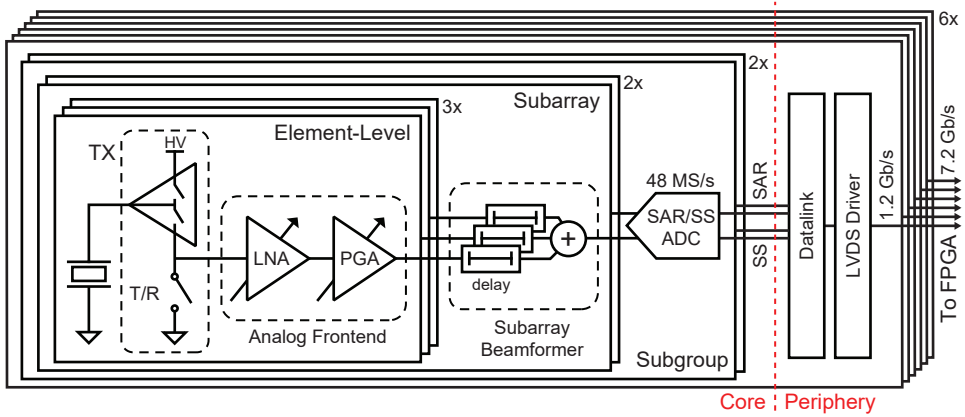 6x
2x
2x
Subarray
3x
Element-Level
TX
HV
7.2 Gb/s
1.2 Gb/s
48 MS/s
SAR
SAR/SS
ADC
SS
Datalink
LVDS Driver
LNA
PGA
+
delay
T/R
Analog Frontend
Subarray
Beamformer
Subgroup
To FPGA
Core
Periphery